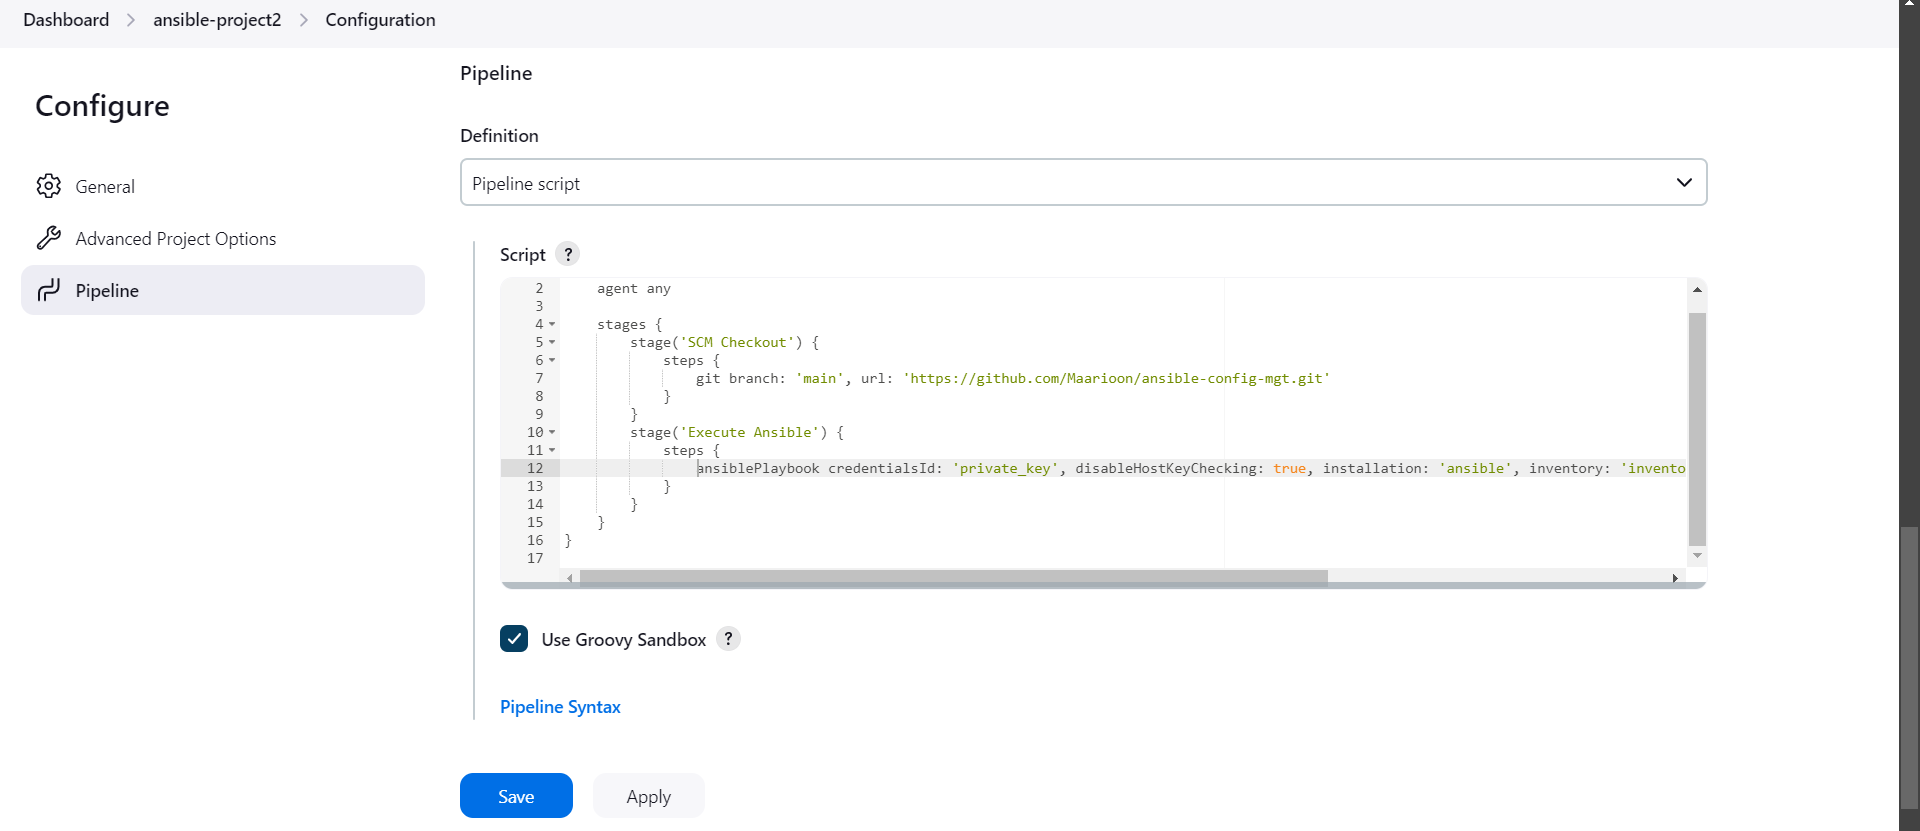 Dashboard > ansible-project2 > Configuration
Configure
General
Advanced Project Options
Pipeline
Pipeline
Definition
Pipeline script
Script ?
2 agent any
3
4 stages {
5 stage('SCM Checkout') {
6 steps {
7 git branch: 'main', url: 'https://github.com/Maarioon/ansible-config-mgt.git'
8 }
9 }
10 stage('Execute Ansible') {
11 steps {
12 ansiblePlaybook credentialsId: 'private_key', disableHostKeyChecking: true, installation: 'ansible', inventory: 'invento
13 }
14 }
15 }
16 }
17
Use Groovy Sandbox ?
Pipeline Syntax
Save
Apply